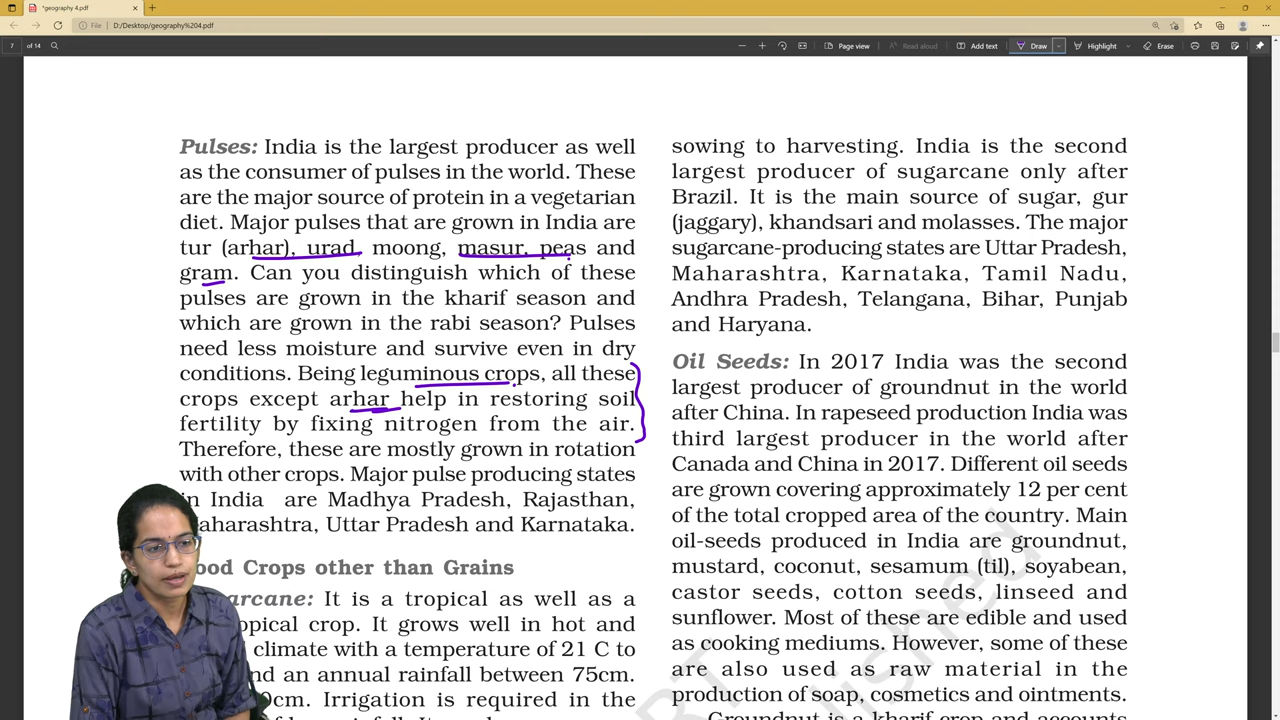 *geography 4.pdf
File
D:/Desktop/geography%204.pdf
7
of 14
Page view
Read aloud
Add text
Draw
Highlight
Erase
Pulses: India is the largest producer as well
as the consumer of pulses in the world. These
are the major source of protein in a vegetarian
diet. Major pulses that are grown in India are
tur (arhar), urad, moong, masur, peas and
gram. Can you distinguish which of these
pulses are grown in the kharif season and
which are grown in the rabi season? Pulses
need less moisture and survive even in dry
conditions. Being leguminous crops, all these
crops except arhar help in restoring soil
fertility by fixing nitrogen from the air.
Therefore, these are mostly grown in rotation
with other crops. Major pulse producing states
in India are Madhya Pradesh, Rajasthan,
aharashtra, Uttar Pradesh and Karnataka.
ood Crops other than Grains
arcane: It is a tropical as well as a
opical crop. It grows well in hot and
climate with a temperature of 21 C to
nd an annual rainfall between 75cm.
0cm. Irrigation is required in the
sowing to harvesting. India is the second
largest producer of sugarcane only after
Brazil. It is the main source of sugar, gur
(jaggary), khandsari and molasses. The major
sugarcane-producing states are Uttar Pradesh,
Maharashtra, Karnataka, Tamil Nadu,
Andhra Pradesh, Telangana, Bihar, Punjab
and Haryana.
Oil Seeds: In 2017 India was the second
largest producer of groundnut in the world
after China. In rapeseed production India was
third largest producer in the world after
Canada and China in 2017. Different oil seeds
are grown covering approximately 12 per cent
of the total cropped area of the country. Main
oil-seeds produced in India are groundnut,
mustard, coconut, sesamum (til), soyabean,
castor seeds, cotton seeds, linseed and
sunflower. Most of these are edible and used
as cooking mediums. However, some of these
are also used as raw material in the
production of soap, cosmetics and ointments.
Groundnut is a kharif crop and accounts